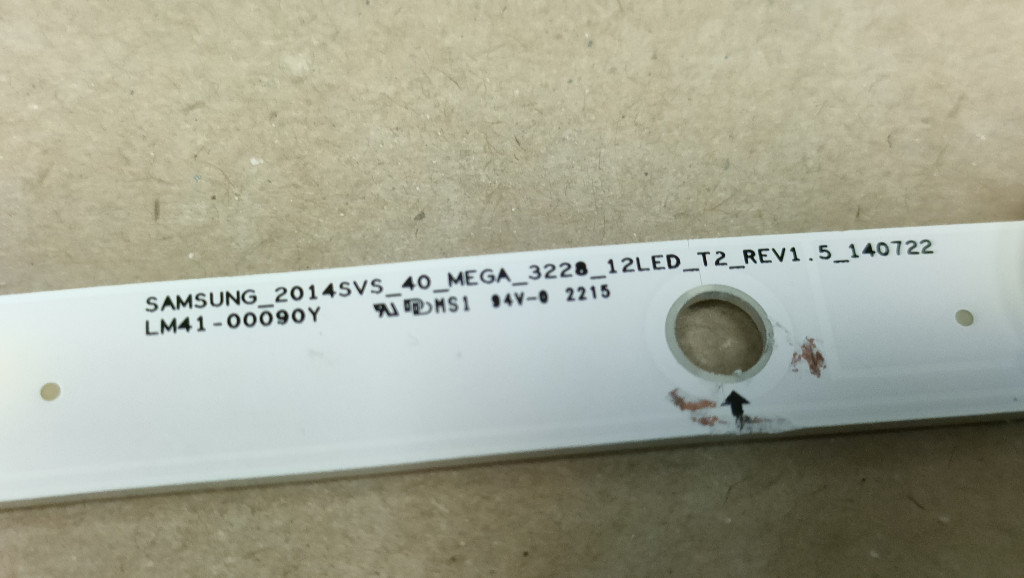 SAMSUNG_2014SVS_40_MEGA_3228_12LED_T2_REV1.5_140722
LM41-00090Y MS1 94V-0 2215